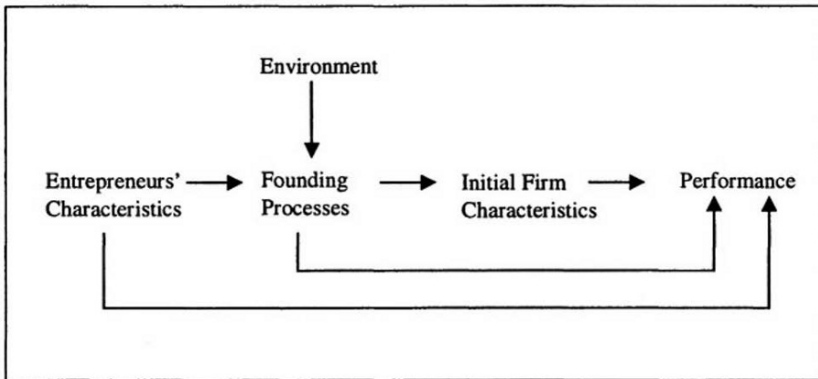 Environment
Entrepreneurs'
Characteristics
Founding
Processes
Initial Firm
Characteristics
Performance